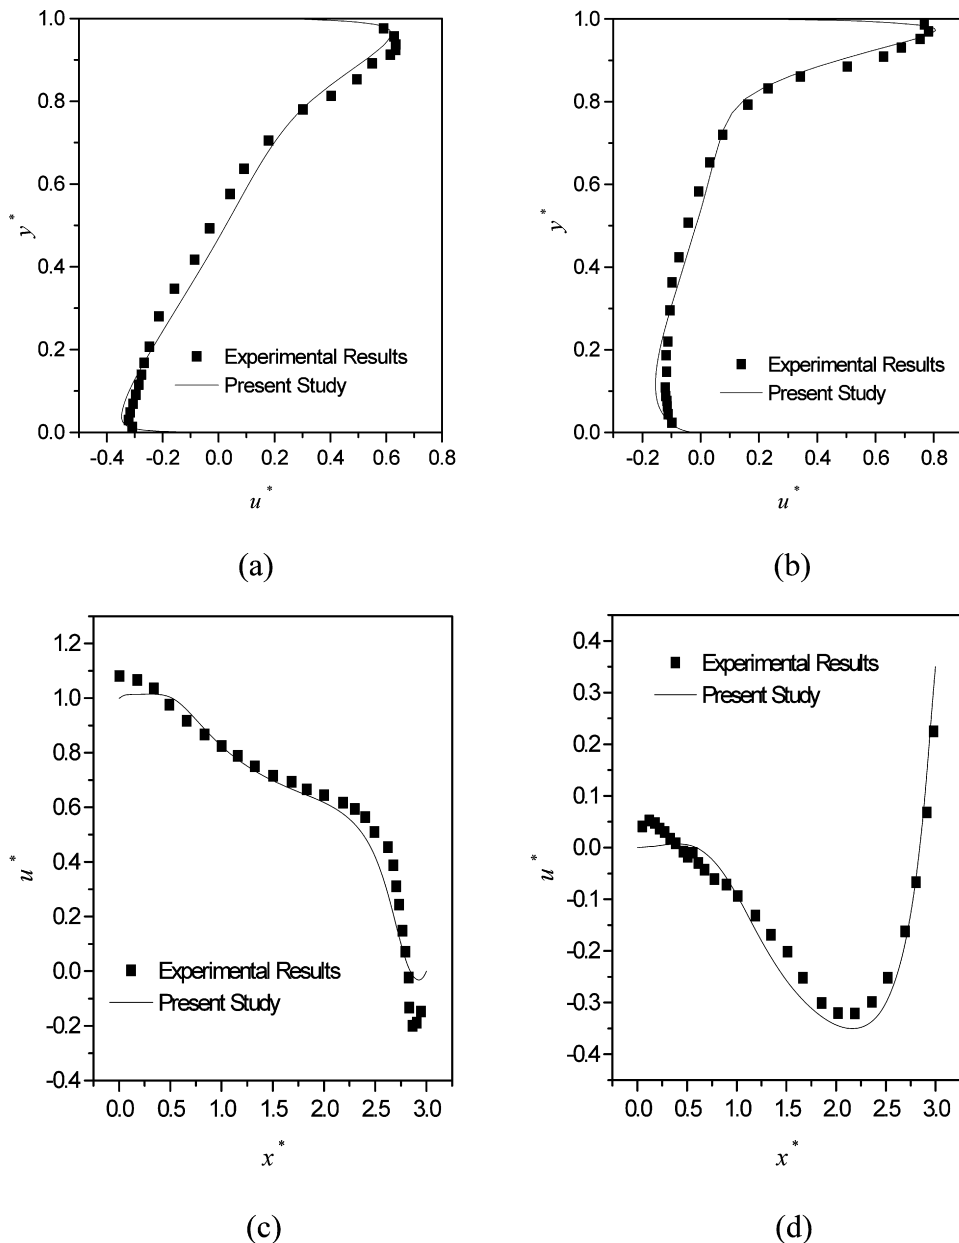 1.0
0.8
0.6
0.4
0.2
0.0
y*
-0.4 -0.2 0.0 0.2 0.4 0.6 0.8
u*
Experimental Results
Present Study
(a)
1.0
0.8
0.6
0.4
0.2
0.0
y*
-0.2 0.0 0.2 0.4 0.6 0.8
u*
Experimental Results
Present Study
(b)
1.2
1.0
0.8
0.6
0.4
0.2
0.0
-0.2
-0.4
u*
Experimental Results
Present Study
0.0 0.5 1.0 1.5 2.0 2.5 3.0
x*
(c)
0.4
0.3
0.2
0.1
0.0
-0.1
-0.2
-0.3
-0.4
u*
Experimental Results
Present Study
0.0 0.5 1.0 1.5 2.0 2.5 3.0
x*
(d)